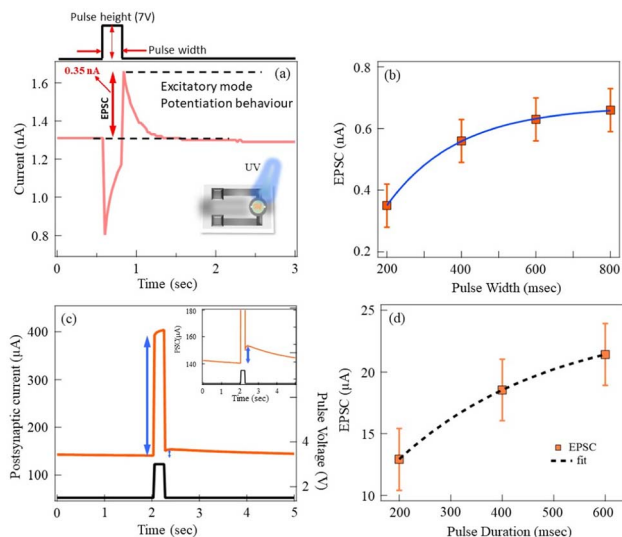 Pulse height (7V)
Pulse width
0.35 nA
EPSC
(a)
Excitatory mode
Potentiation behaviour
UV
Current (nA)
1.6
1.4
1.2
1.0
0.8
0 1 2 3
Time (sec)
(b)
EPSC (nA)
0.8
0.6
0.4
0.2
200 400 600 800
Pulse Width (msec)
(c)
Postsynaptic current (μA)
400
300
200
100
50
0 1 2 3 4 5
Time (sec)
Pulse Voltage (V)
4
2
PSC(μA)
180
160
140
120
0 1 2 3 4 5
Time (sec)
(d)
EPSC (μA)
25
20
15
10
200 300 400 500 600
Pulse Duration (msec)
EPSC
fit